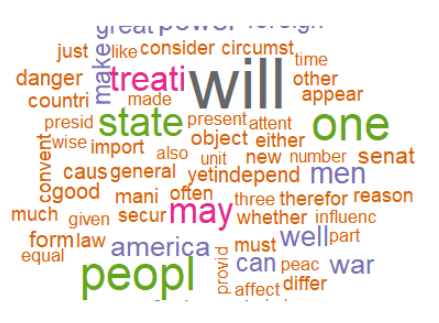 great power foreign
just like consider circumst
time
danger make treati will other
countri made appear
presid state present attent one
wise import object either
convent also unit new number senat
caus general yet independ men
good mani often three therefor reason
much given secur may whether influenc
form law america must well part
equal provid can peac war
peopl affect differ